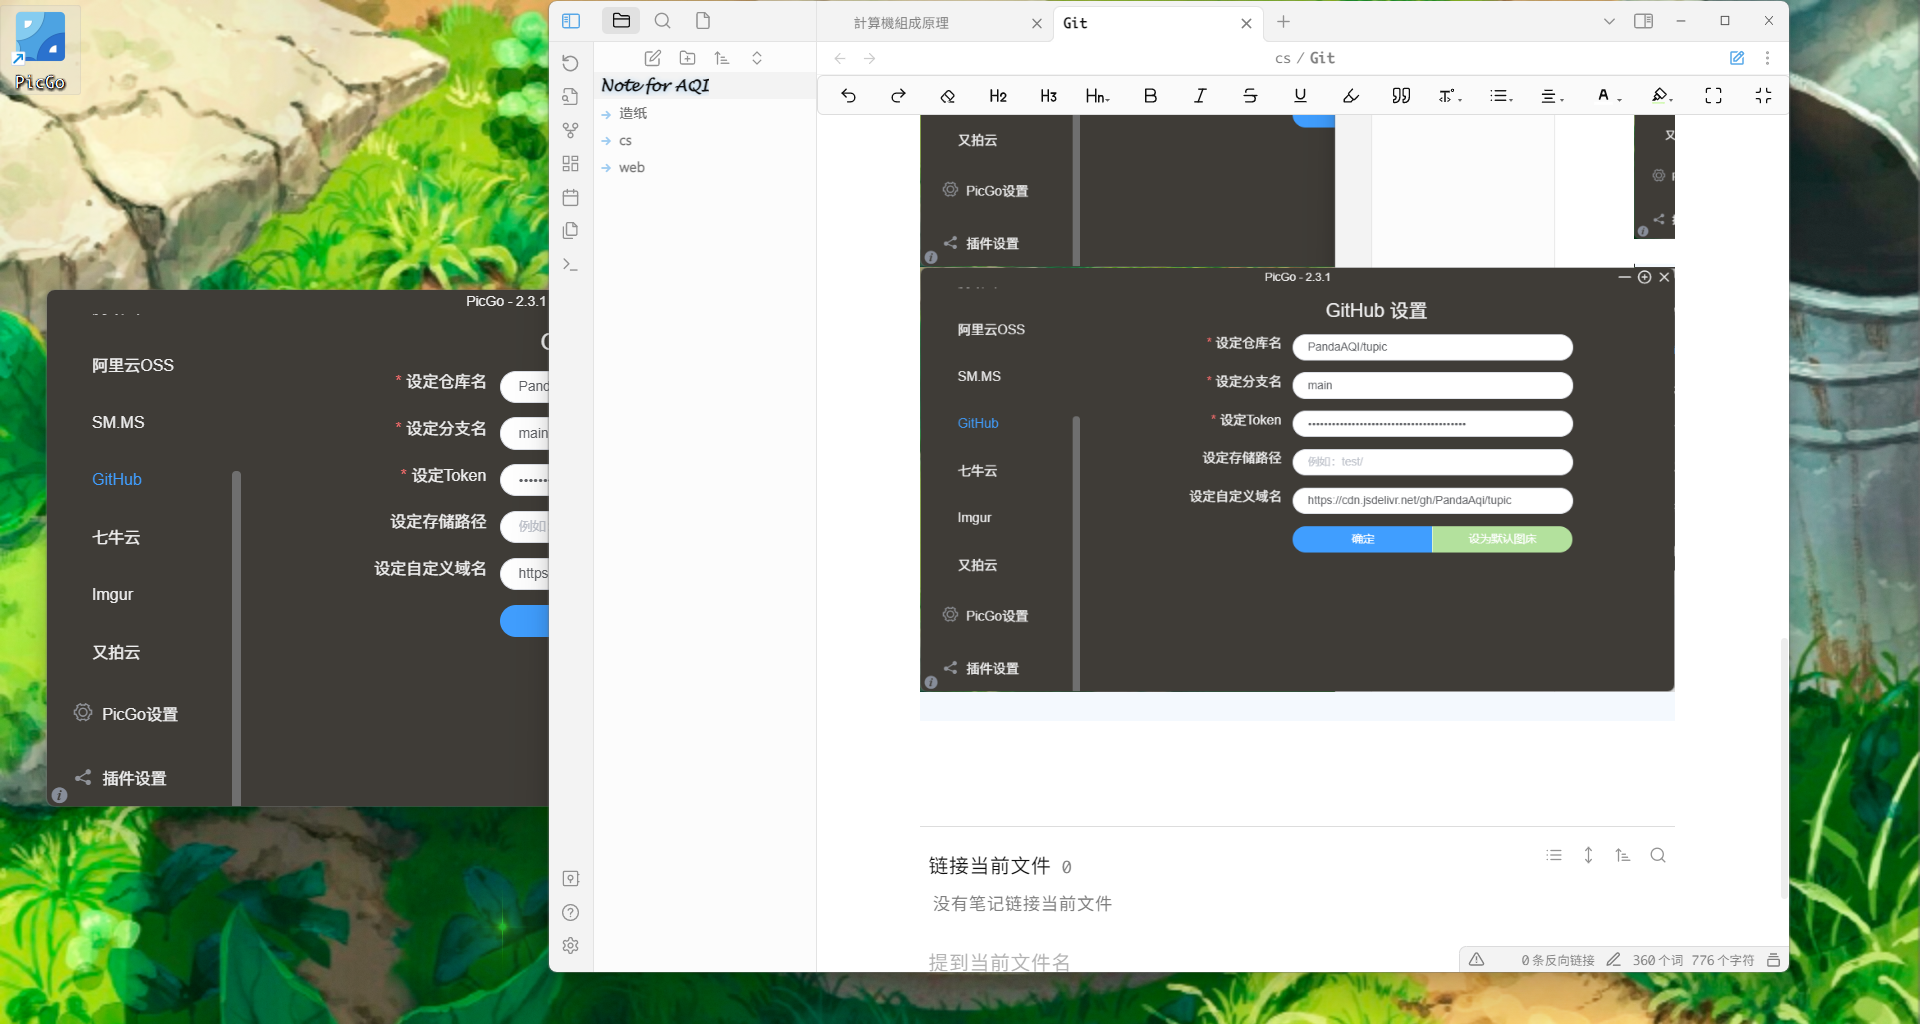 PicGo
PicGo - 2.3.1
阿里云OSS
SM.MS
GitHub
七牛云
Imgur
又拍云
PicGo设置
插件设置
* 设定仓库名
* 设定分支名
main
* 设定Token
设定存储路径
例如
设定自定义域名
https
計算機組成原理
Git
cs / Git
Note for AQI
造纸
cs
web
H2 H3 Hn B I S U A
又拍云
PicGo设置
插件设置
PicGo - 2.3.1
GitHub 设置
阿里云OSS
SM.MS
GitHub
七牛云
Imgur
又拍云
PicGo设置
插件设置
* 设定仓库名 PandaAQI/tupic
* 设定分支名 main
* 设定Token
设定存储路径 例如：test/
设定自定义域名 https://cdn.jsdelivr.net/gh/PandaAqi/tupic
确定 设为默认图床
链接当前文件 0
没有笔记链接当前文件
提到当前文件名
0 条反向链接 360 个词 776 个字符